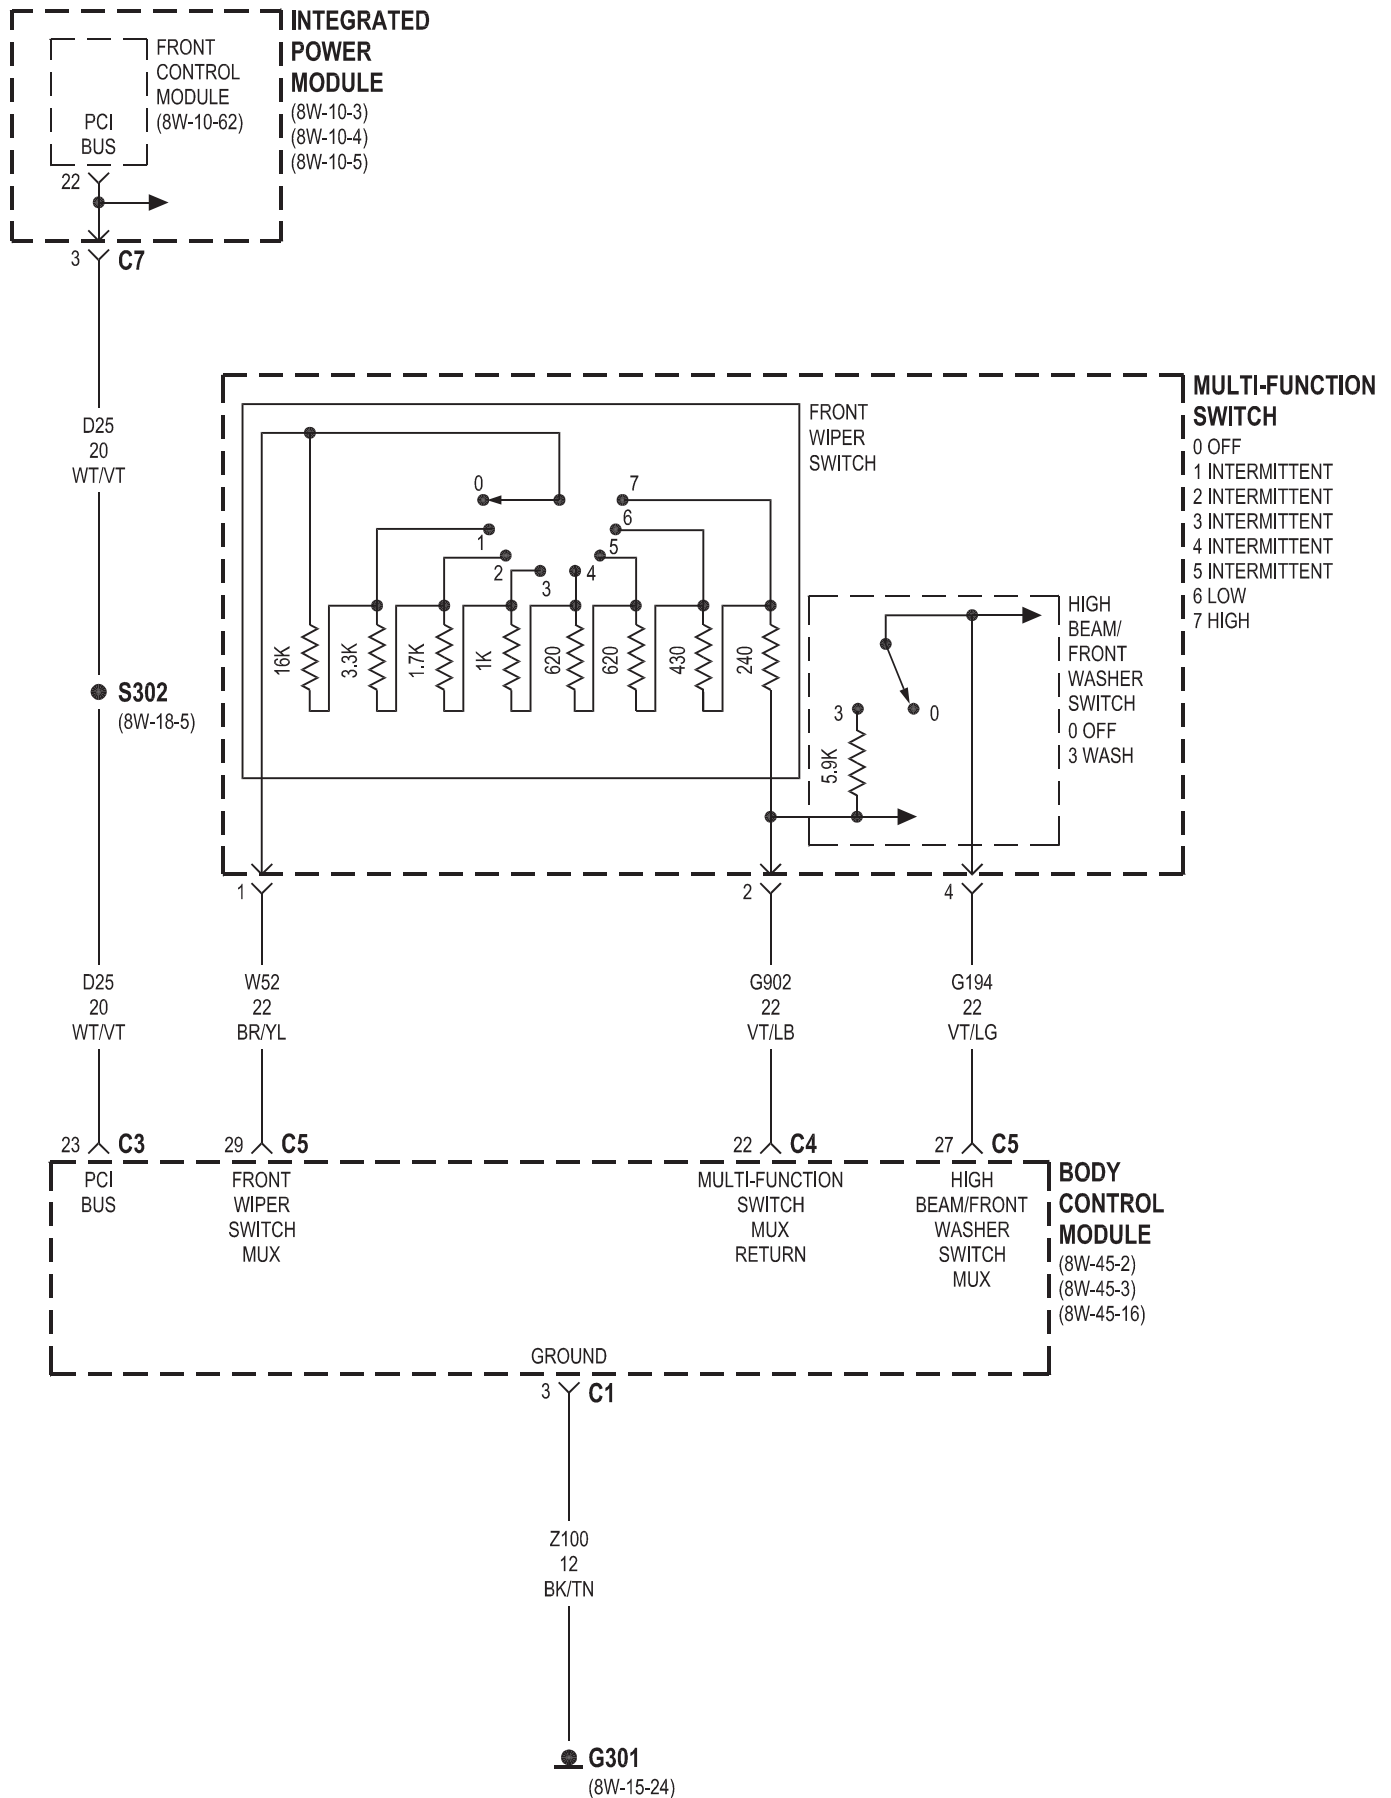 INTEGRATED
POWER
MODULE
(8W-10-3)
(8W-10-4)
(8W-10-5)
FRONT
CONTROL
MODULE
(8W-10-62)
PCI
BUS
22
3
C7
D25
20
WT/VT
S302
(8W-18-5)
MULTI-FUNCTION
SWITCH
0 OFF
1 INTERMITTENT
2 INTERMITTENT
3 INTERMITTENT
4 INTERMITTENT
5 INTERMITTENT
6 LOW
7 HIGH
FRONT
WIPER
SWITCH
0
7
6
1
5
2
4
3
16K
3.3K
1.7K
1K
620
620
430
240
HIGH
BEAM/
FRONT
WASHER
SWITCH
0 OFF
3 WASH
3
0
5.9K
1
2
4
D25
20
WT/VT
W52
22
BR/YL
G902
22
VT/LB
G194
22
VT/LG
23
C3
29
C5
22
C4
27
C5
PCI
BUS
FRONT
WIPER
SWITCH
MUX
MULTI-FUNCTION
SWITCH
MUX
RETURN
HIGH
BEAM/FRONT
WASHER
SWITCH
MUX
BODY
CONTROL
MODULE
(8W-45-2)
(8W-45-3)
(8W-45-16)
GROUND
3
C1
Z100
12
BK/TN
G301
(8W-15-24)